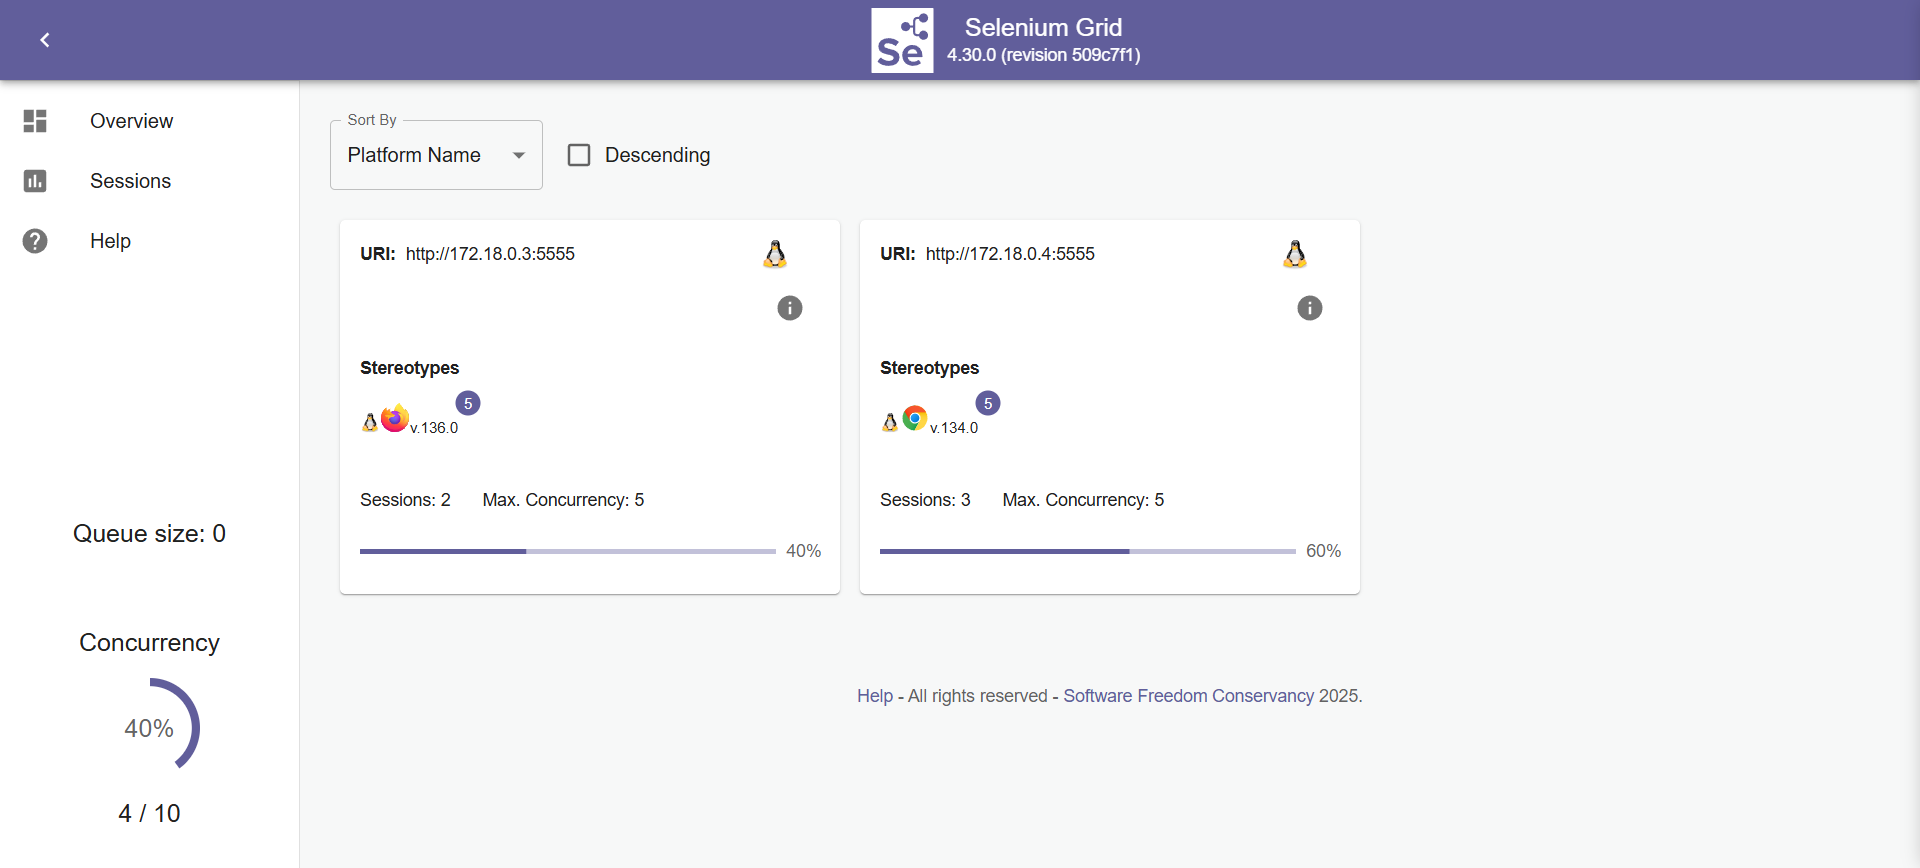 Se
Selenium Grid
4.30.0 (revision 509c7f1)
Overview
Sessions
Help
Queue size: 0
Concurrency
40%
4 / 10
Sort By
Platform Name
Descending
URI: http://172.18.0.3:5555
Stereotypes
5
v.136.0
Sessions: 2 Max. Concurrency: 5
40%
URI: http://172.18.0.4:5555
Stereotypes
5
v.134.0
Sessions: 3 Max. Concurrency: 5
60%
Help - All rights reserved - Software Freedom Conservancy 2025.